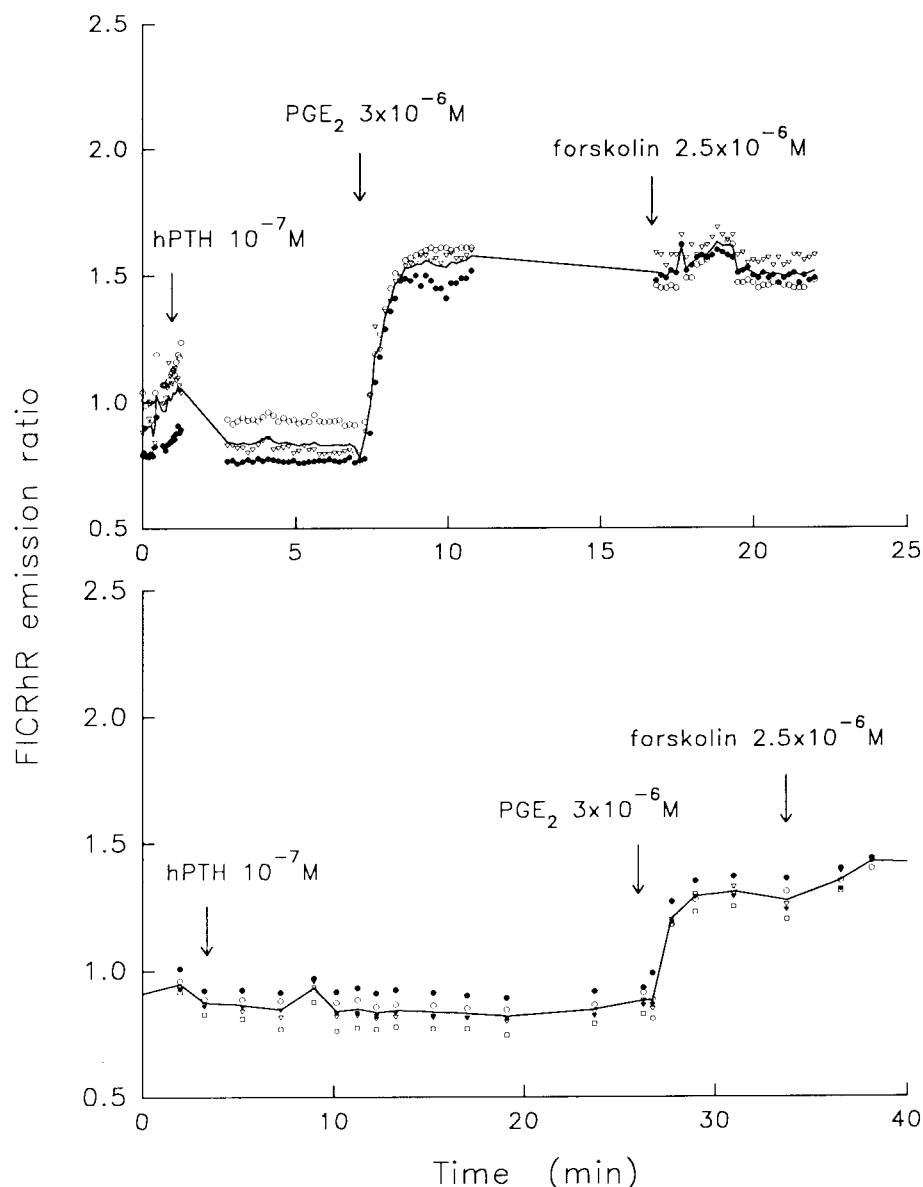 2.5
PGE₂ 3x10⁻⁶M
2.0
forskolin 2.5x10⁻⁶M
hPTH 10⁻⁷M
1.5
1.0
0.5
0 5 10 15 20 25
FICRhR emission ratio
2.5
2.0
forskolin 2.5x10⁻⁶M
PGE₂ 3x10⁻⁶M
1.5
hPTH 10⁻⁷M
1.0
0.5
0 10 20 30 40
Time (min)